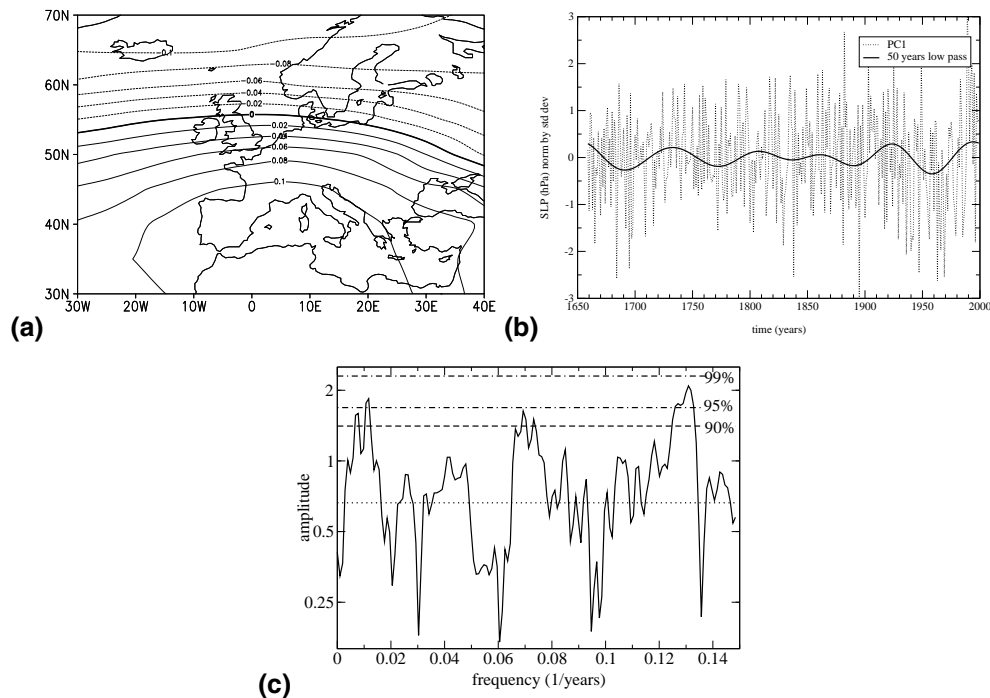 70N
60N
50N
40N
30N
30W 20W 10W 0 10E 20E 30E 40E
0.1
0.08
0.06
0.04
0.02
0
0.02
0.04
0.06
0.08
0.1
(a)
3
2
1
0
-1
-2
-3
SLP (hPa) norm by std dev
PC1
50 years low pass
1650 1700 1750 1800 1850 1900 1950 2000
time (years)
(b)
2
1
0.5
0.25
amplitude
99%
95%
90%
0 0.02 0.04 0.06 0.08 0.1 0.12 0.14
frequency (1/years)
(c)